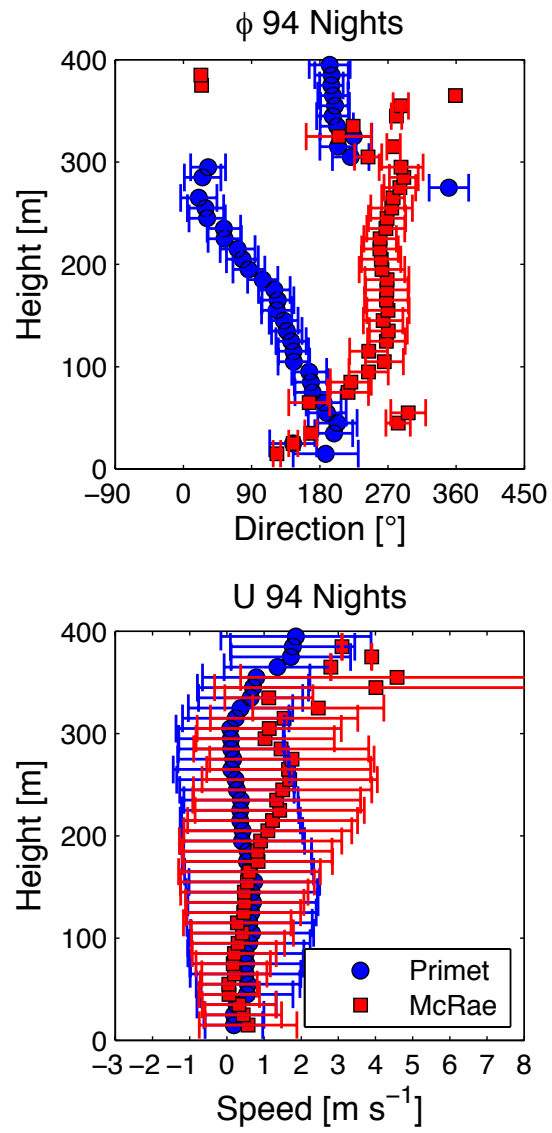 ϕ 94 Nights
400
300
200
100
0
Height [m]
−90 0 90 180 270 360 450
Direction [°]
U 94 Nights
400
300
200
100
0
Height [m]
Primet
McRae
−3 −2 −1 0 1 2 3 4 5 6 7 8
Speed [m s⁻¹]